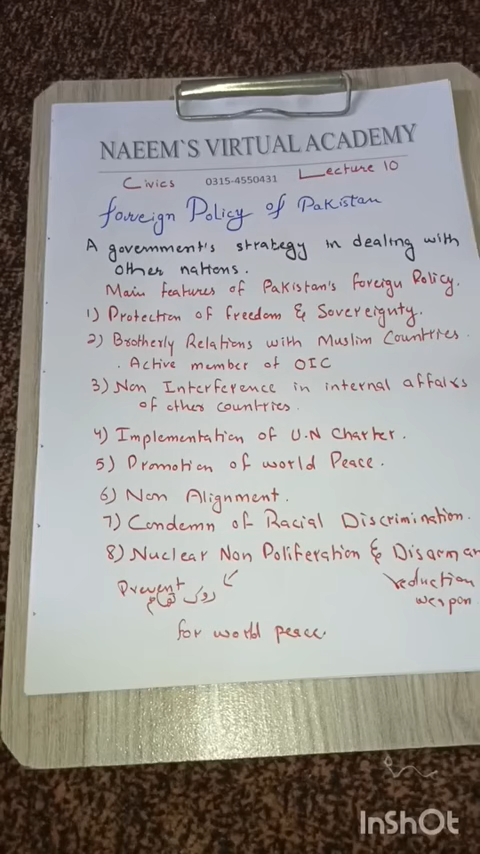 NAEEM`S VIRTUAL ACADEMY
Civics 0315-4550431 Lecture 10
foreign Policy of Pakistan
A government's strategy in dealing with
other nations.
Main features of Pakistan's foreign Policy.
1) Protection of freedom & Sovereignty.
2) Brotherly Relations with Muslim Countries.
. Active member of OIC
3) Non Interference in internal affairs
of other countries.
4) Implementation of U.N Charter.
5) Promotion of world Peace.
6) Non Alignment.
7) Condemn of Racial Discrimination.
8) Nuclear Non Poliferation & Disarmam
Prevent reduction
روک تھام weapon
for world peace.
InShOt